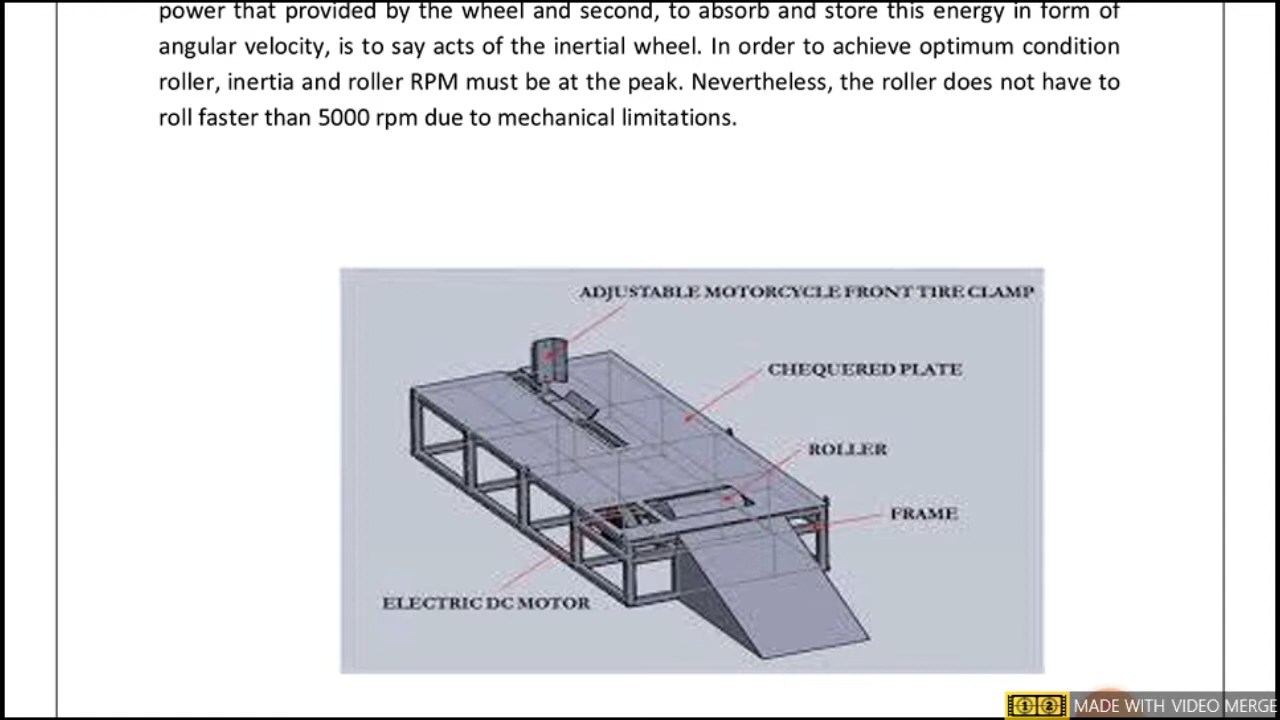 power that provided by the wheel and second, to absorb and store this energy in form of
angular velocity, is to say acts of the inertial wheel. In order to achieve optimum condition
roller, inertia and roller RPM must be at the peak. Nevertheless, the roller does not have to
roll faster than 5000 rpm due to mechanical limitations.
ADJUSTABLE MOTORCYCLE FRONT TIRE CLAMP
CHEQUERED PLATE
ROLLER
FRAME
ELECTRIC DC MOTOR
1 2 MADE WITH VIDEO MERGE